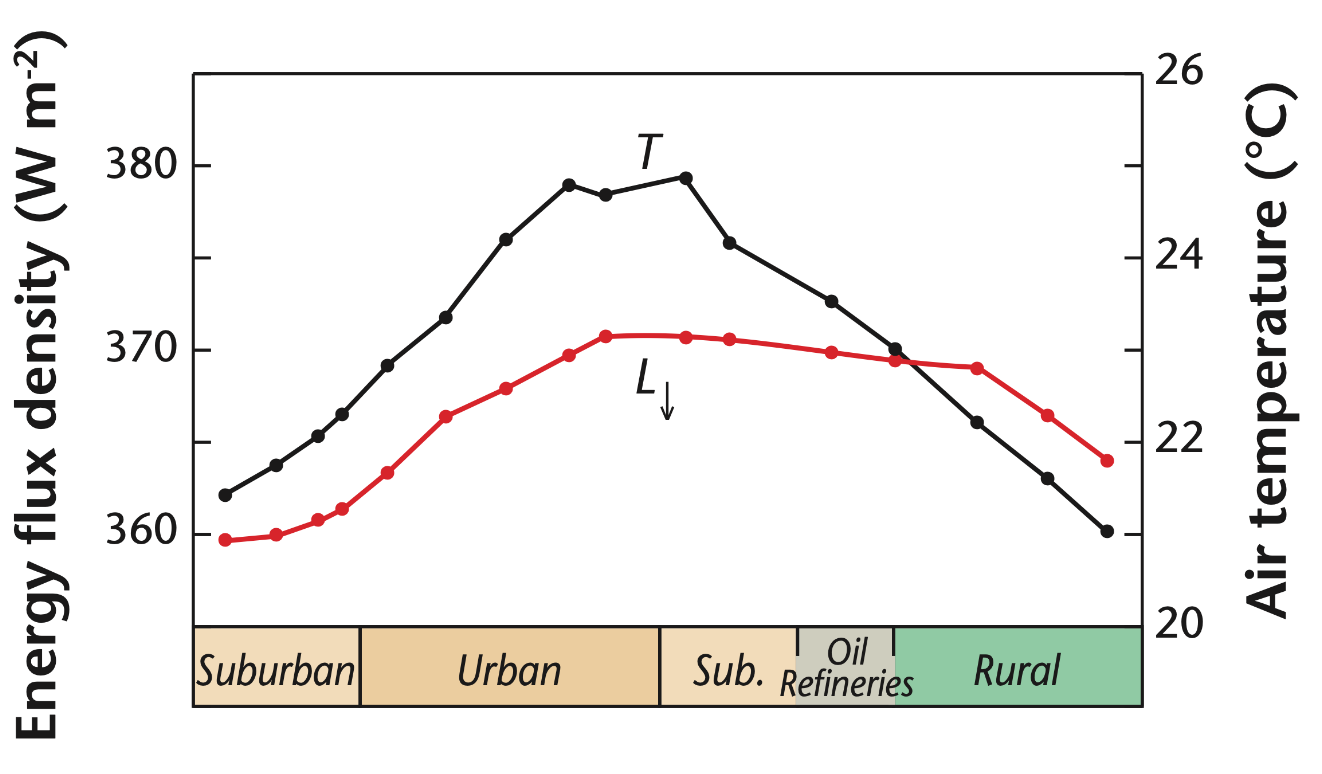 Energy flux density (W m⁻²)
380
370
360
T
L↓
26
24
22
20
Air temperature (°C)
Suburban
Urban
Sub.
Oil
Refineries
Rural